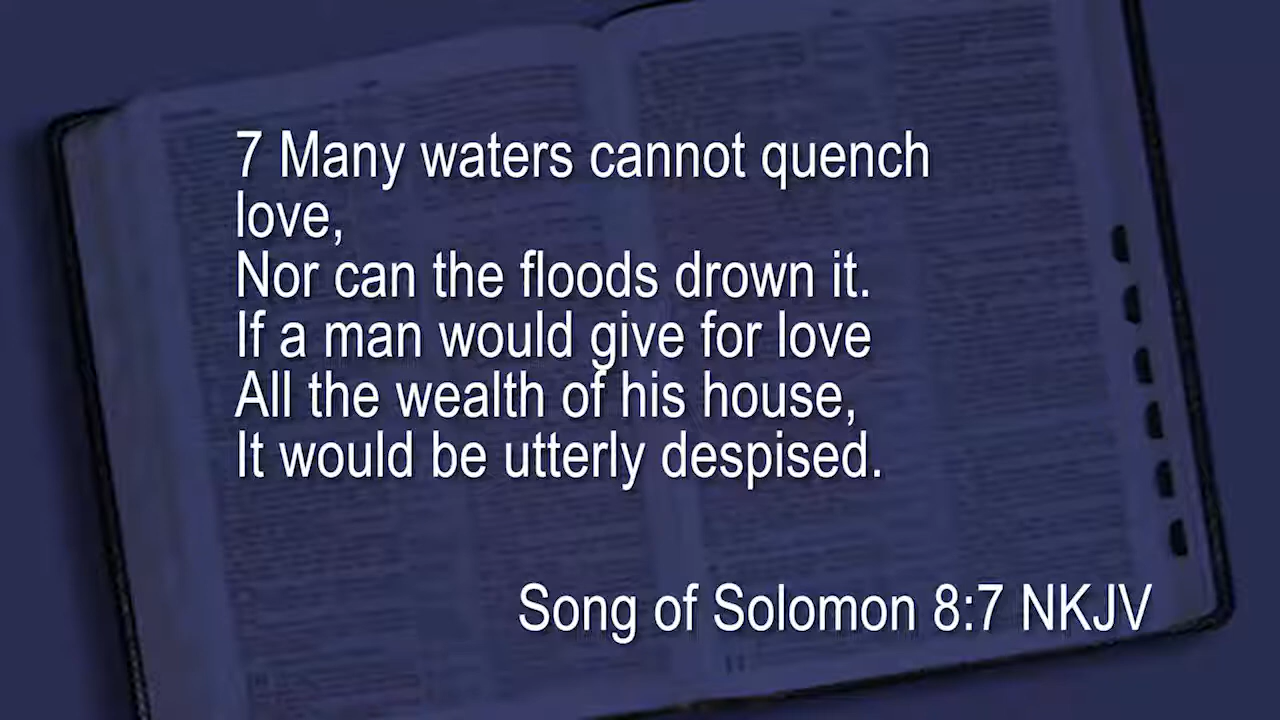 7 Many waters cannot quench
love,
Nor can the floods drown it.
If a man would give for love
All the wealth of his house,
It would be utterly despised.
Song of Solomon 8:7 NKJV